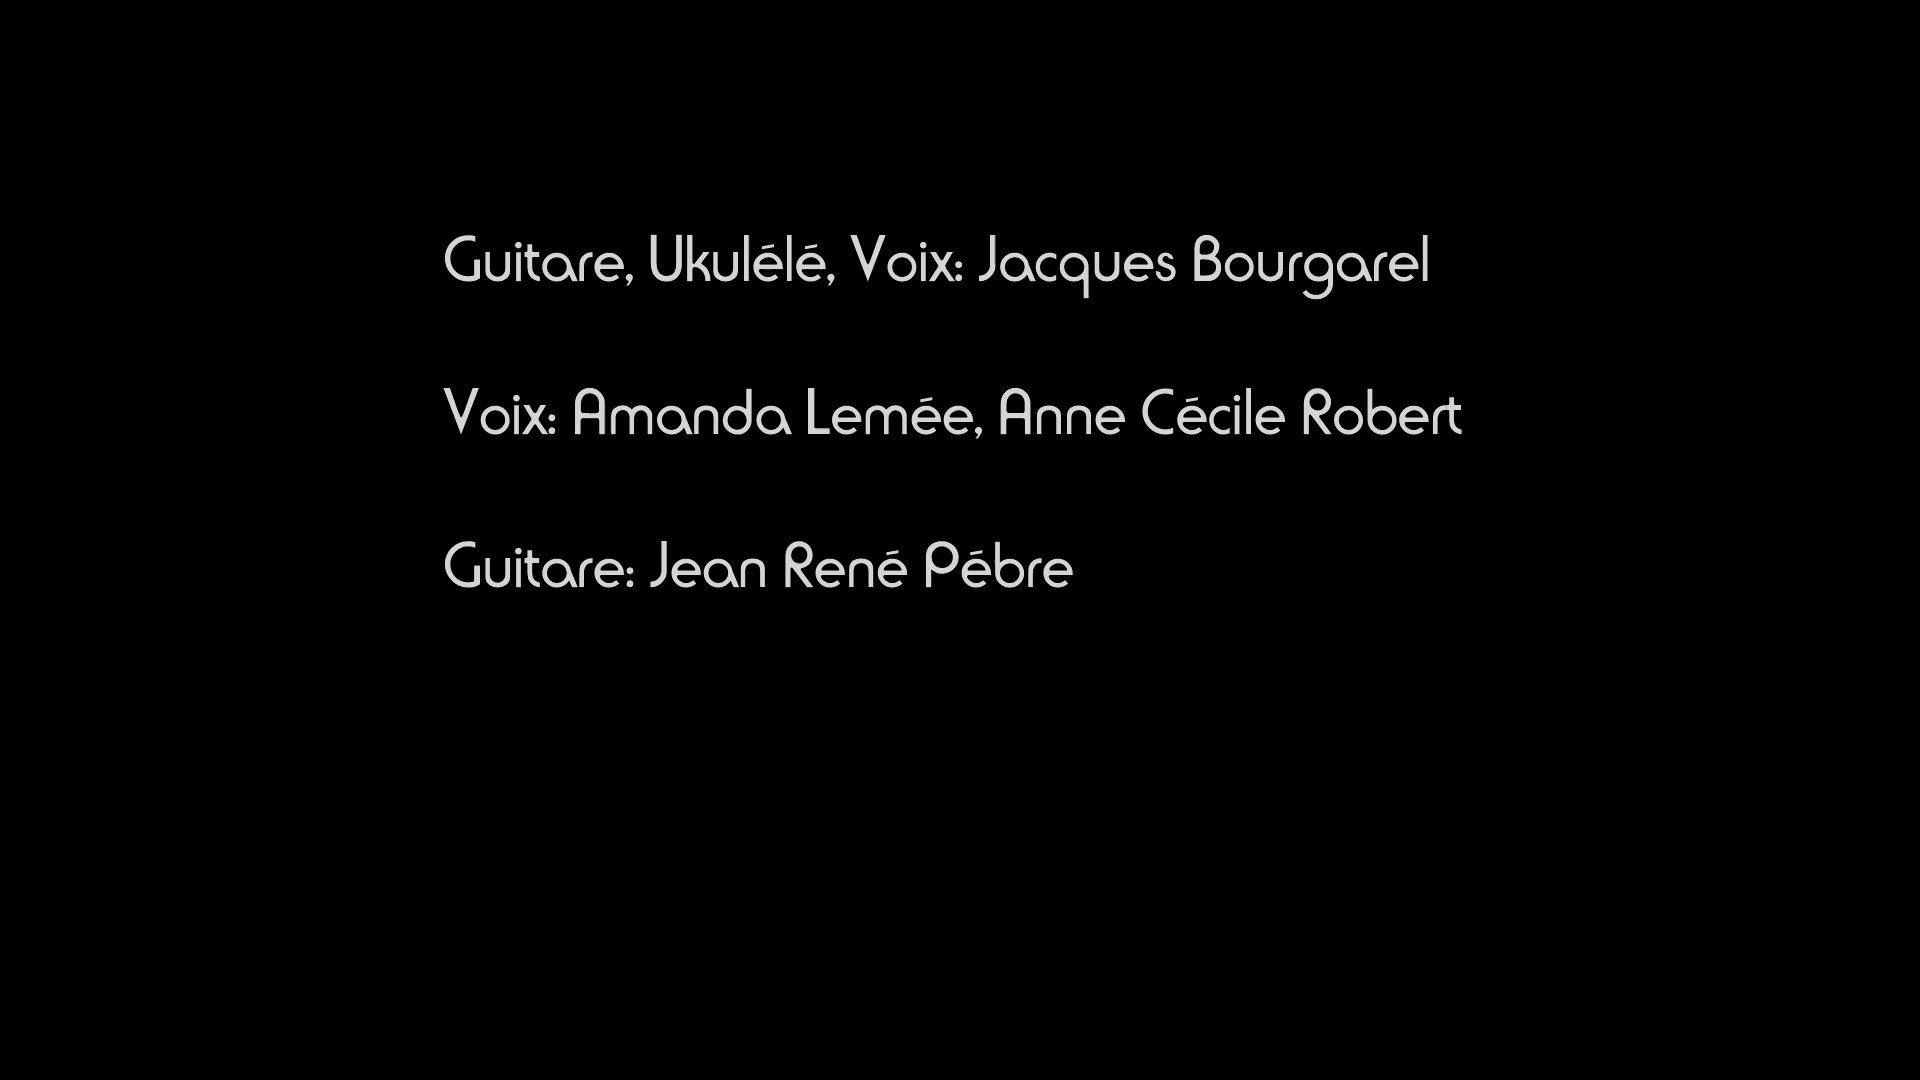 Guitare, Ukulélé, Voix: Jacques Bourgarel
Voix: Amanda Lemée, Anne Cécile Robert
Guitare: Jean René Pébre